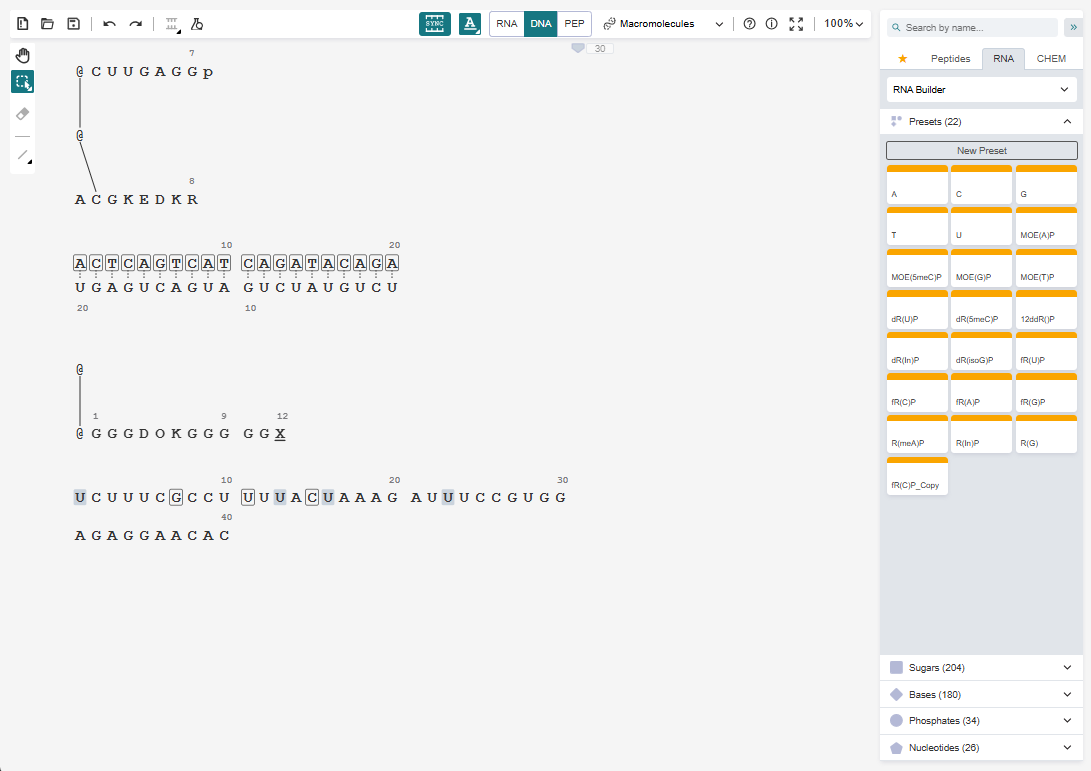 SYNC A RNA DNA PEP Macromolecules 100%
30
Search by name...
Peptides RNA CHEM
RNA Builder
Presets (22)
New Preset
A C G
T U MOE(A)P
MOE(5meC)P MOE(G)P MOE(T)P
dR(U)P dR(5meC)P 12ddR()P
dR(In)P dR(isoG)P fR(U)P
fR(C)P fR(A)P fR(G)P
R(meA)P R(In)P R(G)
fR(C)P_Copy
Sugars (204)
Bases (180)
Phosphates (34)
Nucleotides (26)
7
@ C U U G A G G p
@
8
A C G K E D K R
10 20
A C T C A G T C A T C A G A T A C A G A
U G A G U C A G U A G U C U A U G U C U
20 10
@
1 9 12
@ G G G D O K G G G G G X
10 20 30
U C U U U C G C C U U U U A C U A A A G A U U U C C G U G G
40
A G A G G A A C A C